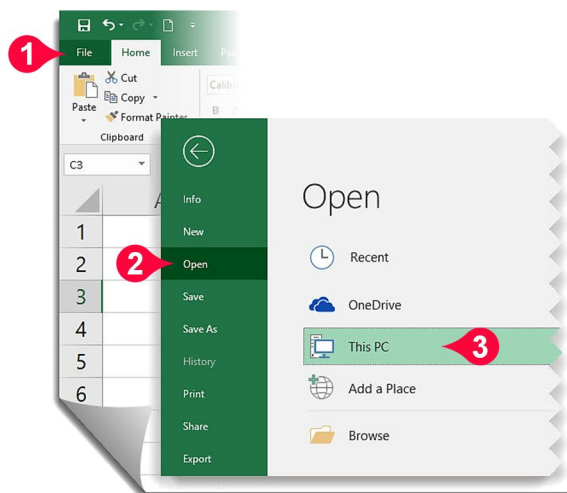 1
File Home Insert Pag
Cut
Copy
Format Painter
Paste
Clipboard
Calib
B
C3
A
1
2
3
4
5
6
Info
New
2
Open
Save
Save As
History
Print
Share
Export
Open
Recent
OneDrive
This PC
3
Add a Place
Browse